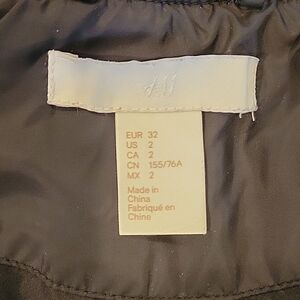 EUR 32
US 2
CA 2
CN 155/76A
MX 2
Made in
China
Fabriqué en
Chine